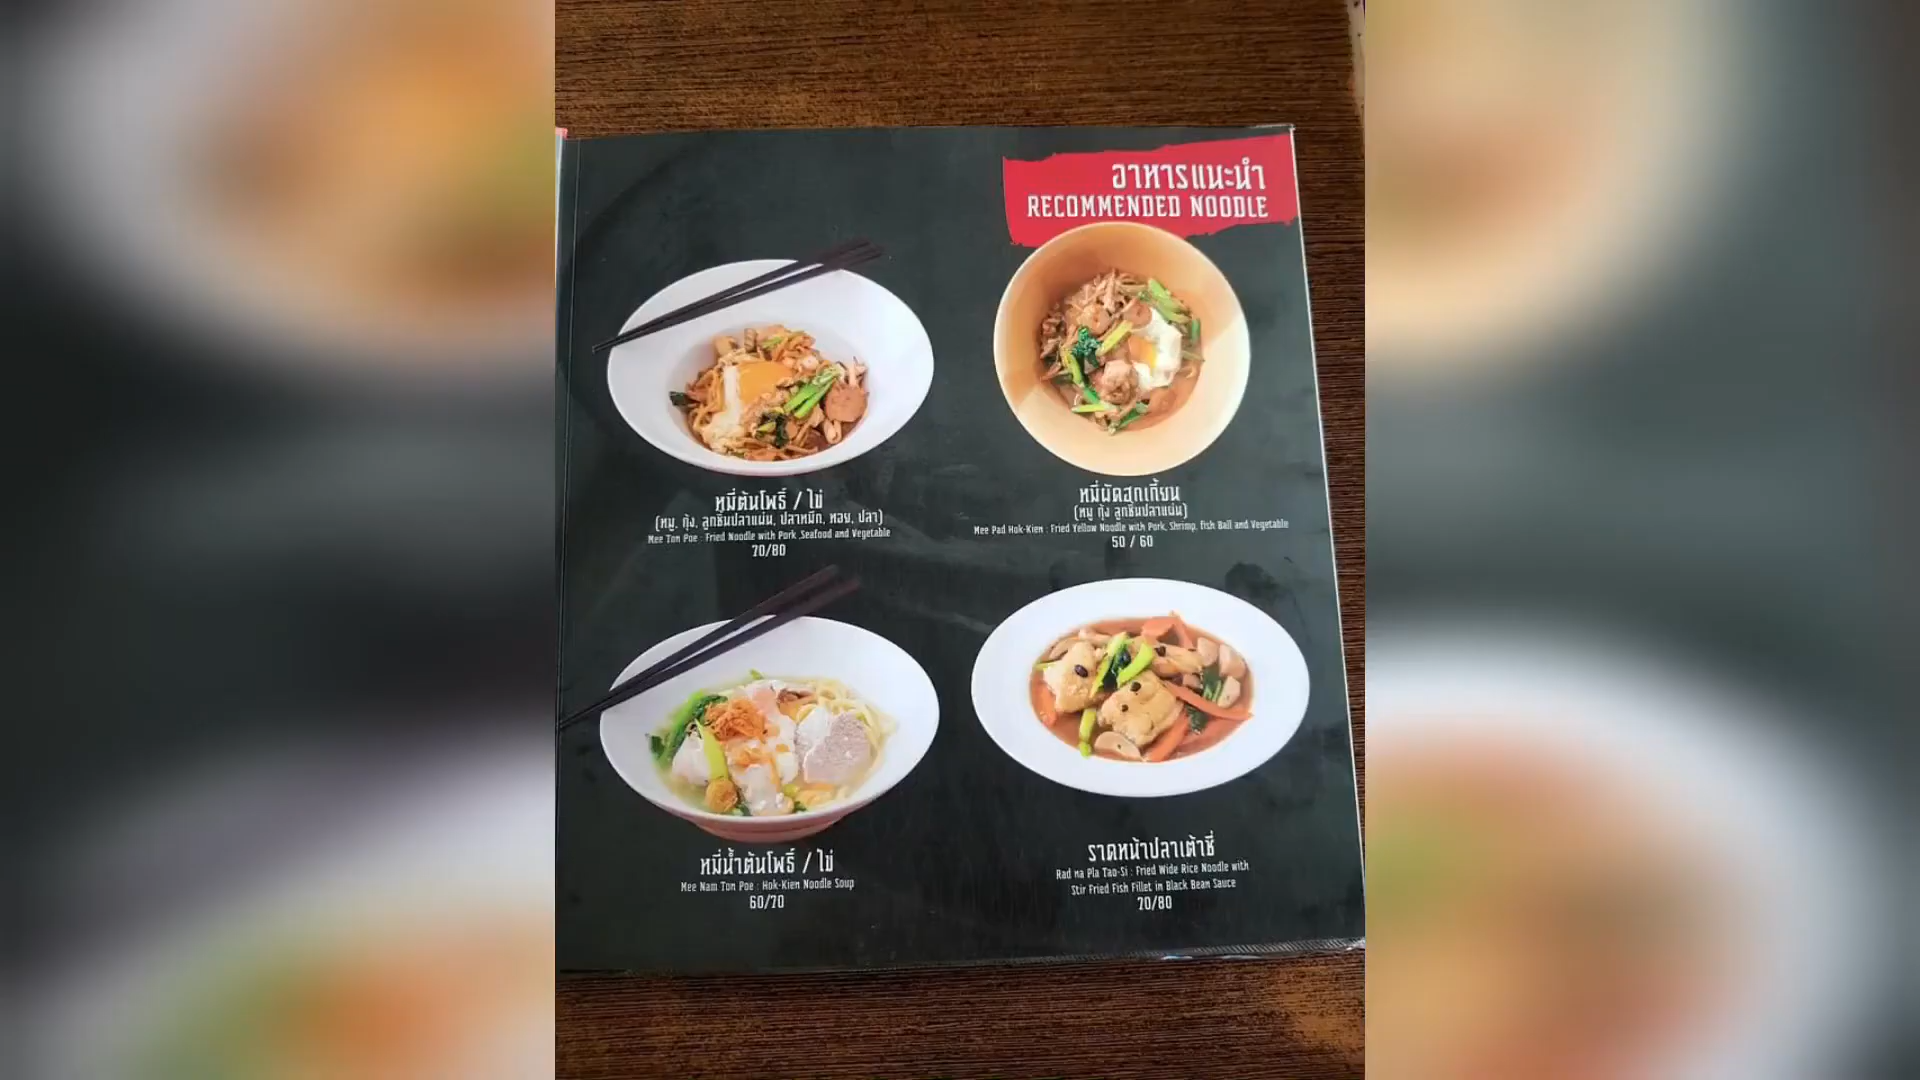 อาหารแนะนำ
RECOMMENDED NOODLE
หมี่ต้นโพธิ์ / ไข่
(หมู, กุ้ง, ลูกชิ้นปลาแผ่น, ปลาหมึก, หอย, ปลา)
Mee Ton Poe : Fried Noodle with Pork ,Seafood and Vegetable
70/80
หมี่ผัดฮกเกี้ยน
(หมู กุ้ง ลูกชิ้นปลาแผ่น)
Mee Pad Hok-Kien : Fried Yellow Noodle with Pork, Shrimp, fish Ball and Vegetable
50 / 60
หมี่น้ำต้นโพธิ์ / ไข่
Mee Nam Ton Poe : Hok-Kien Noodle Soup
60/70
ราดหน้าปลาเต้าซี่
Rad na Pla Tao-Si : Fried Wide Rice Noodle with
Stir Fried Fish Fillet in Black Bean Sauce
70/80